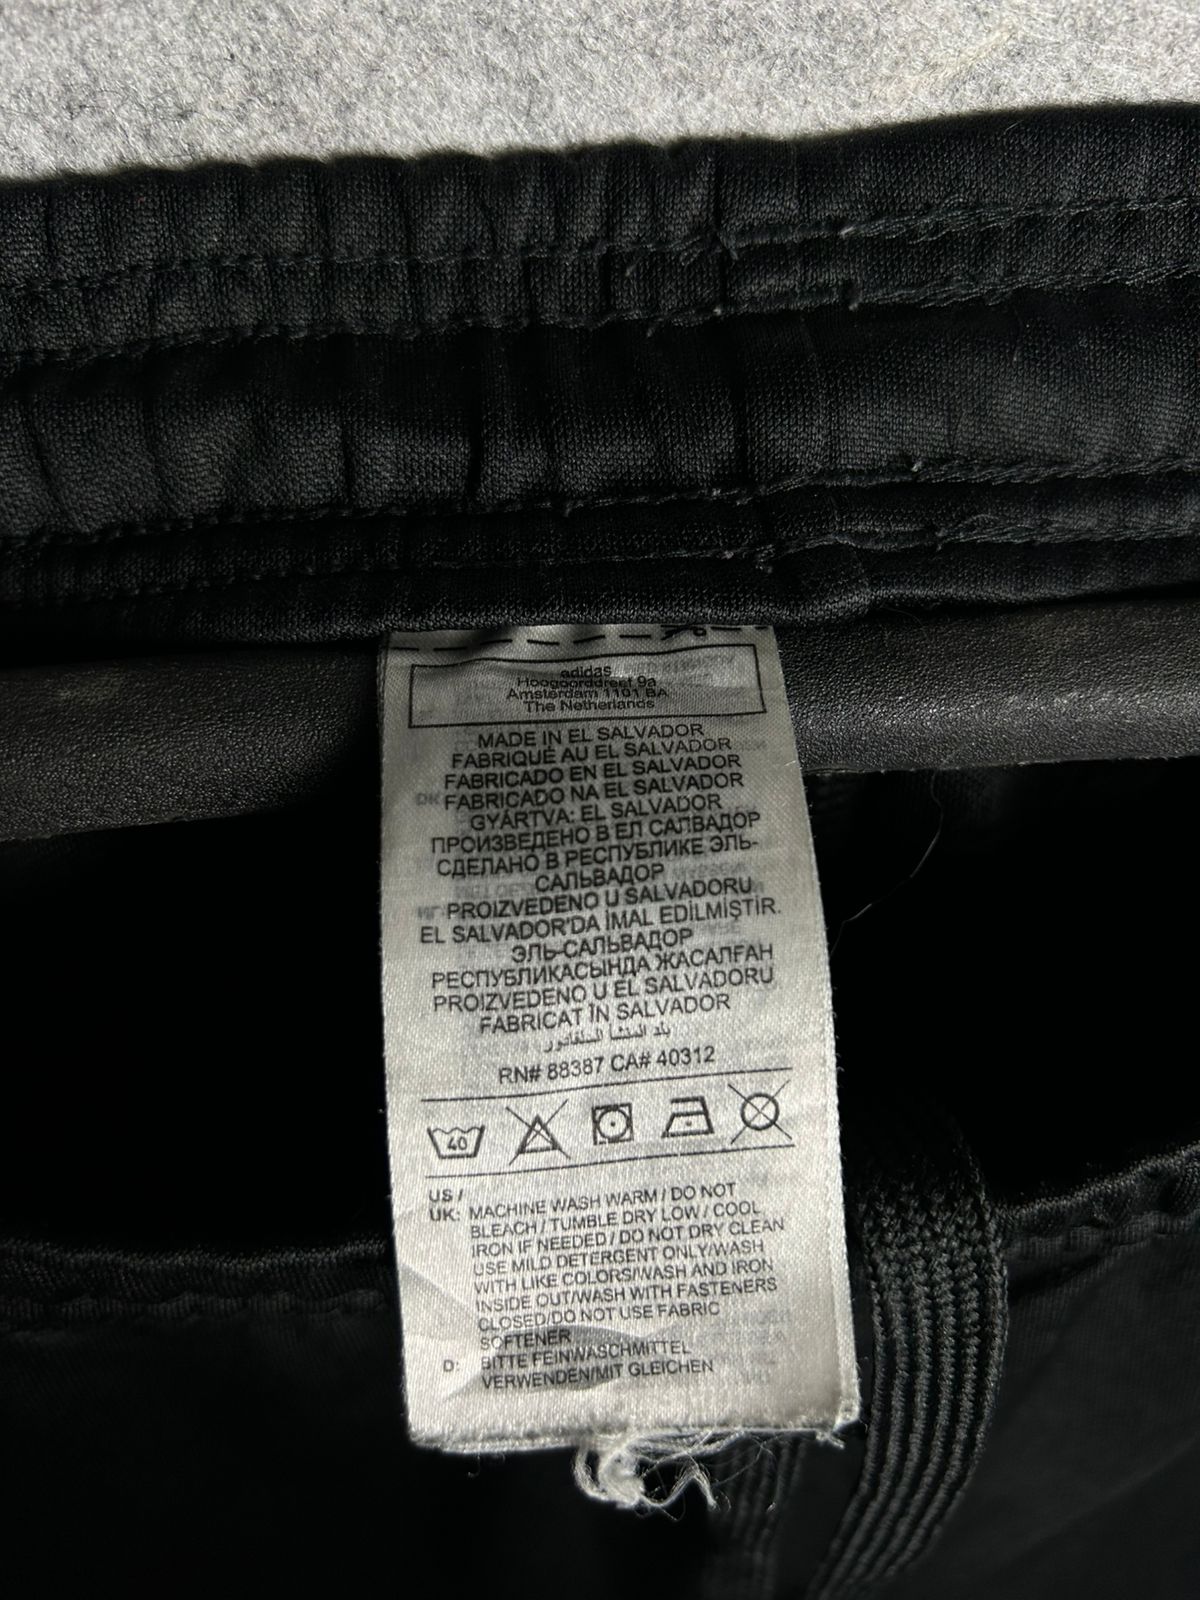 adidas
Hoogoorddreef 9a
Amsterdam 1101 BA
The Netherlands
MADE IN EL SALVADOR
FABRIQUÉ AU EL SALVADOR
FABRICADO EN EL SALVADOR
FABRICADO NA EL SALVADOR
GYÁRTVA: EL SALVADOR
ПРОИЗВЕДЕНО В ЕЛ САЛВАДОР
СДЕЛАНО В РЕСПУБЛИКЕ ЭЛЬ-
САЛЬВАДОР
PROIZVEDENO U SALVADORU
EL SALVADOR'DA İMAL EDİLMİŞTİR.
ЭЛЬ-САЛЬВАДОР
РЕСПУБЛИКАСЫНДА ЖАСАЛҒАН
PROIZVEDENO U EL SALVADORU
FABRICAT ÎN SALVADOR
بلد المنشأ السلفادور
RN# 88387 CA# 40312
40
US /
UK: MACHINE WASH WARM / DO NOT
BLEACH / TUMBLE DRY LOW / COOL
IRON IF NEEDED / DO NOT DRY CLEAN
USE MILD DETERGENT ONLY/WASH
WITH LIKE COLORS/WASH AND IRON
INSIDE OUT/WASH WITH FASTENERS
CLOSED/DO NOT USE FABRIC
SOFTENER
D: BITTE FEINWASCHMITTEL
VERWENDEN/MIT GLEICHEN